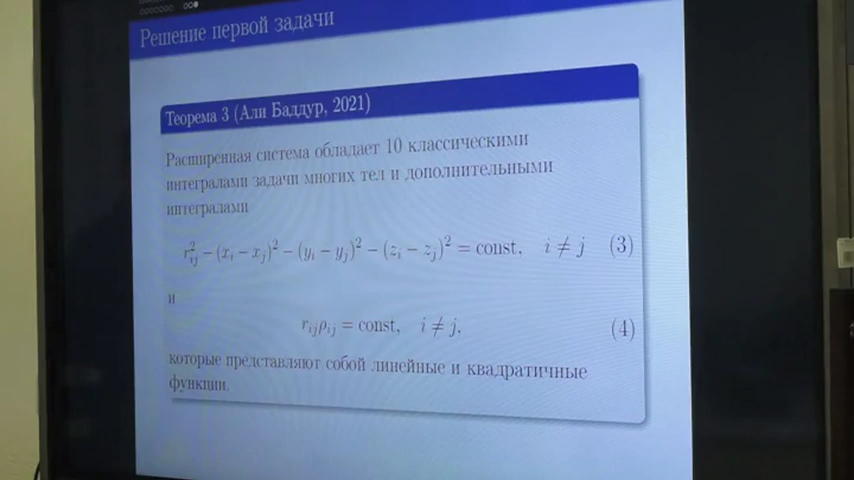 Решение первой задачи
Теорема 3 (Али Баддур, 2021)
Расширенная система обладает 10 классическими
интегралами задачи многих тел и дополнительными
интегралами
r_{ij}^2 − (x_i − x_j)^2 − (y_i − y_j)^2 − (z_i − z_j)^2 = const, i ≠ j (3)
и
r_{ij}ρ_{ij} = const, i ≠ j, (4)
которые представляют собой линейные и квадратичные
функции.